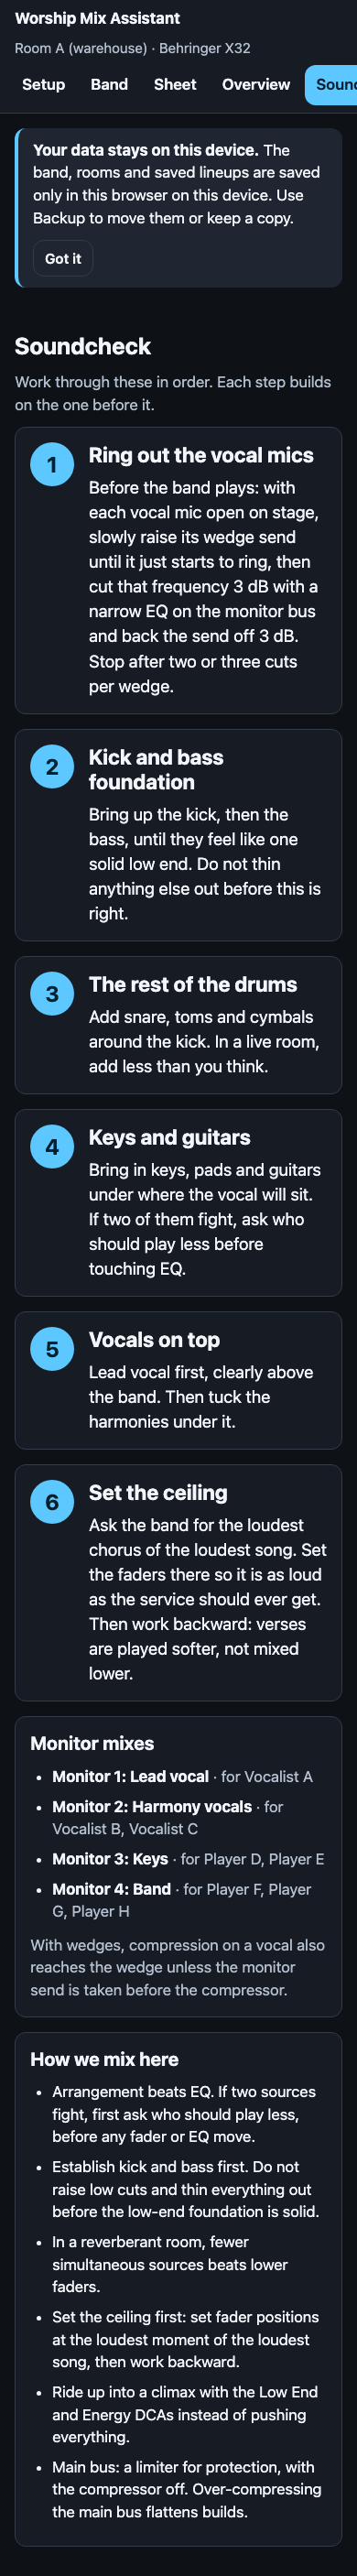 Worship Mix Assistant
Room A (warehouse) · Behringer X32
Setup Band Sheet Overview
Your data stays on this device. The
band, rooms and saved lineups are saved
only in this browser on this device. Use
Backup to move them or keep a copy.
Got it
Soundcheck
Work through these in order. Each step builds
on the one before it.
1
Ring out the vocal mics
Before the band plays: with
each vocal mic open on stage,
slowly raise its wedge send
until it just starts to ring, then
cut that frequency 3 dB with a
narrow EQ on the monitor bus
and back the send off 3 dB.
Stop after two or three cuts
per wedge.
2
Kick and bass
foundation
Bring up the kick, then the
bass, until they feel like one
solid low end. Do not thin
anything else out before this is
right.
3
The rest of the drums
Add snare, toms and cymbals
around the kick. In a live room,
add less than you think.
4
Keys and guitars
Bring in keys, pads and guitars
under where the vocal will sit.
If two of them fight, ask who
should play less before
touching EQ.
5
Vocals on top
Lead vocal first, clearly above
the band. Then tuck the
harmonies under it.
6
Set the ceiling
Ask the band for the loudest
chorus of the loudest song. Set
the faders there so it is as loud
as the service should ever get.
Then work backward: verses
are played softer, not mixed
lower.
Monitor mixes
• Monitor 1: Lead vocal · for Vocalist A
• Monitor 2: Harmony vocals · for
Vocalist B, Vocalist C
• Monitor 3: Keys · for Player D, Player E
• Monitor 4: Band · for Player F, Player
G, Player H
With wedges, compression on a vocal also
reaches the wedge unless the monitor
send is taken before the compressor.
How we mix here
• Arrangement beats EQ. If two sources
fight, first ask who should play less,
before any fader or EQ move.
• Establish kick and bass first. Do not
raise low cuts and thin everything out
before the low-end foundation is solid.
• In a reverberant room, fewer
simultaneous sources beats lower
faders.
• Set the ceiling first: set fader positions
at the loudest moment of the loudest
song, then work backward.
• Ride up into a climax with the Low End
and Energy DCAs instead of pushing
everything.
• Main bus: a limiter for protection, with
the compressor off. Over-compressing
the main bus flattens builds.